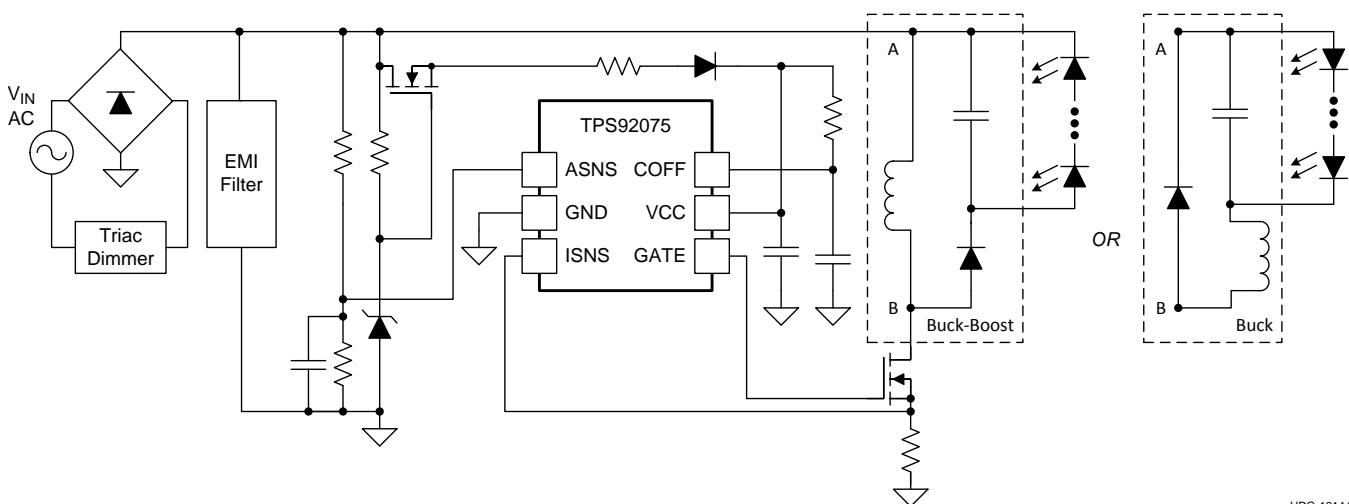 V_IN
AC
Triac
Dimmer
EMI
Filter
TPS92075
ASNS
COFF
GND
VCC
ISNS
GATE
A
B
Buck-Boost
OR
A
B
Buck